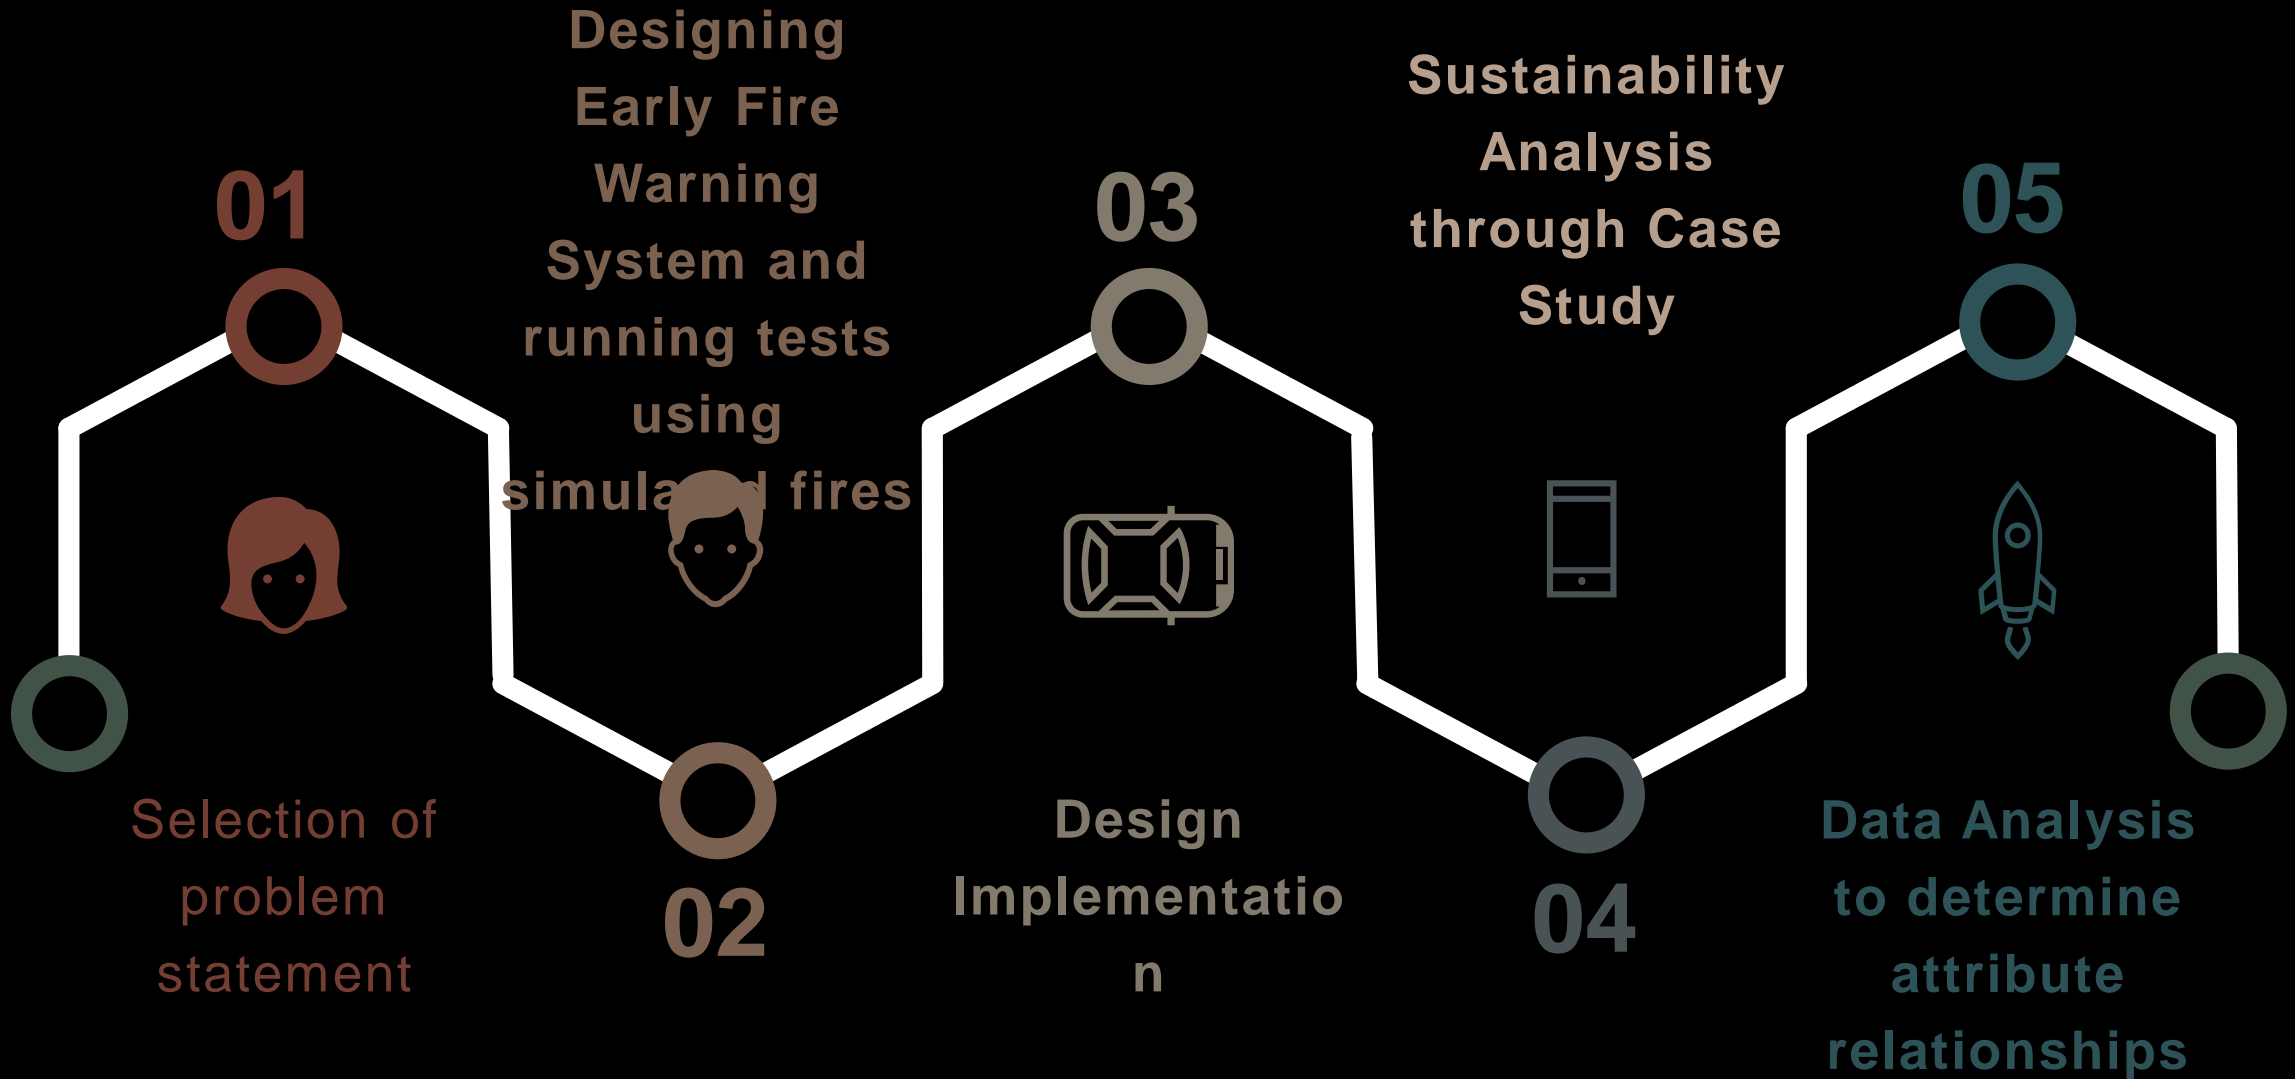 01
Selection of
problem
statement
Designing
Early Fire
Warning
System and
running tests
using
simulated fires
02
03
Design
Implementatio
n
Sustainability
Analysis
through Case
Study
04
05
Data Analysis
to determine
attribute
relationships